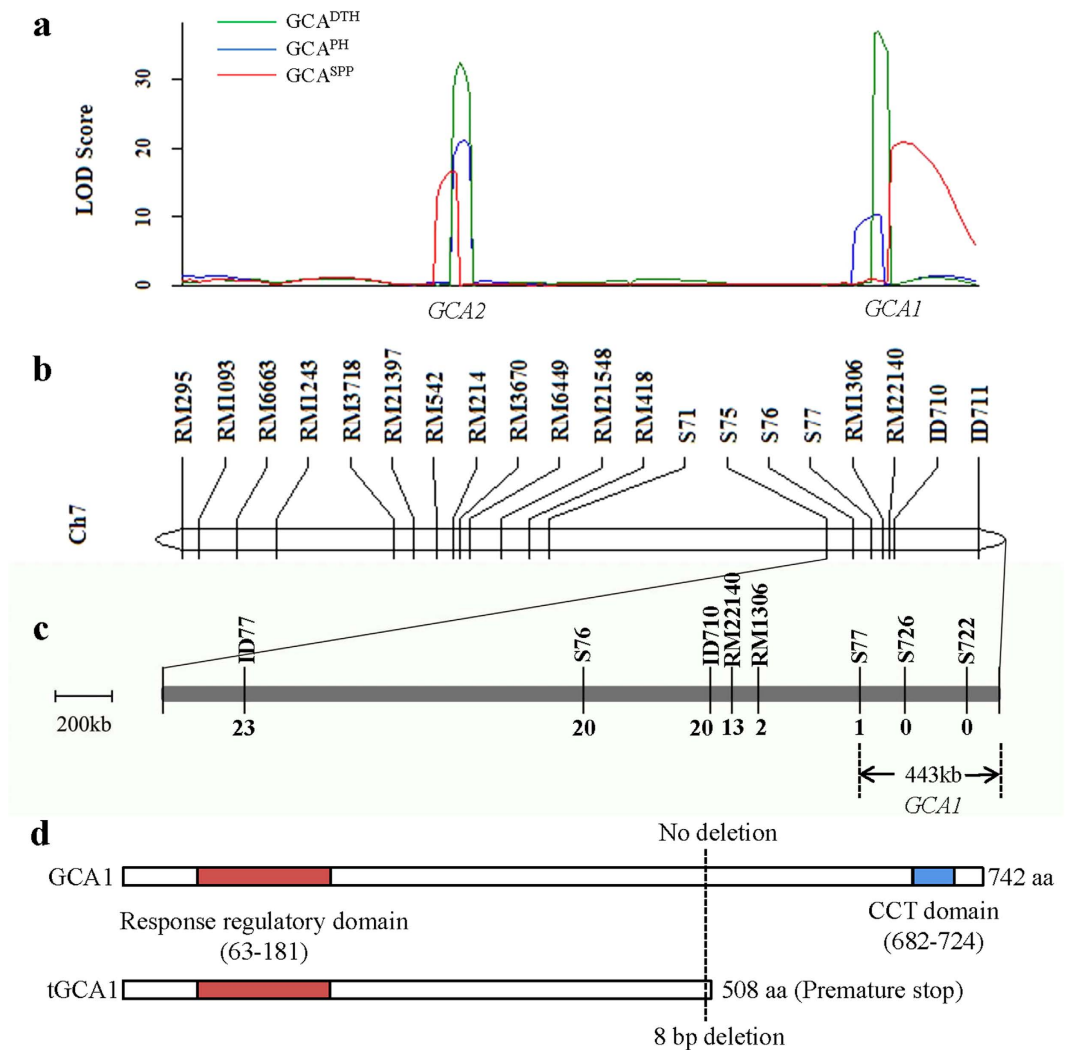 a
GCA^DTH
GCA^PH
GCA^SPP
LOD Score
0 10 20 30
GCA2
GCA1
b
RM295 RM1093 RM6663 RM1243 RM3718 RM21397 RM542 RM214 RM3670 RM6449 RM21548 RM418 S71 S75 S76 S77 RM1306 RM22140 ID710 ID711
Ch7
c
ID77 S76 ID710 RM22140 RM1306 S77 S726 S722
200kb
23 20 20 13 2 1 0 0
443kb
GCA1
d
No deletion
GCA1
742 aa
Response regulatory domain
(63-181)
CCT domain
(682-724)
tGCA1
508 aa (Premature stop)
8 bp deletion